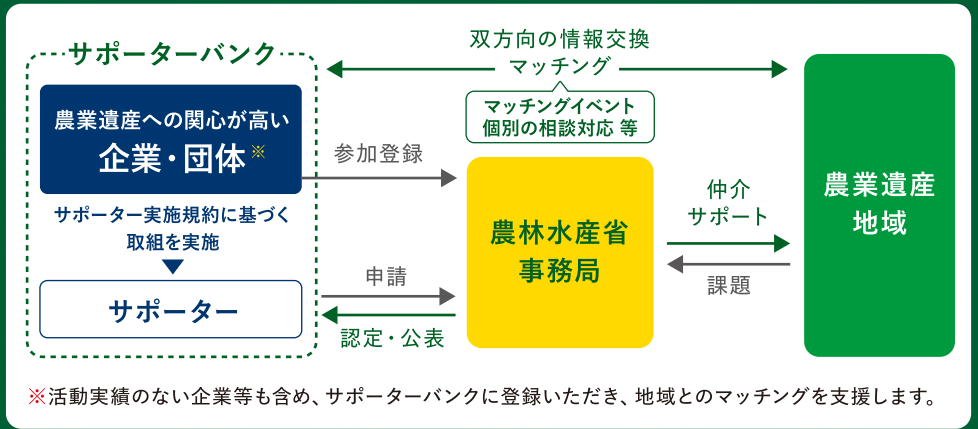 サポーターバンク
農業遺産への関心が高い
企業・団体※
サポーター実施規約に基づく
取組を実施
サポーター
双方向の情報交換
マッチング
マッチングイベント
個別の相談対応 等
参加登録
申請
認定・公表
農林水産省
事務局
仲介
サポート
課題
農業遺産
地域
※活動実績のない企業等も含め、サポーターバンクに登録いただき、地域とのマッチングを支援します。